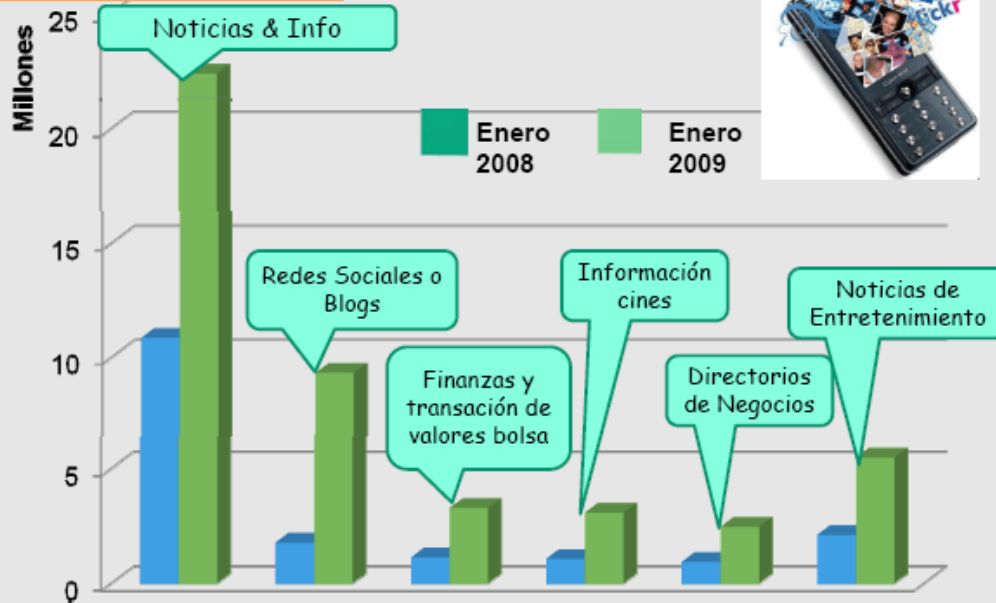 Millones
25
20
15
10
5
0
Noticias & Info
Enero
2008
Enero
2009
Redes Sociales o
Blogs
Finanzas y
transación de
valores bolsa
Información
cines
Directorios
de Negocios
Noticias de
Entretenimiento